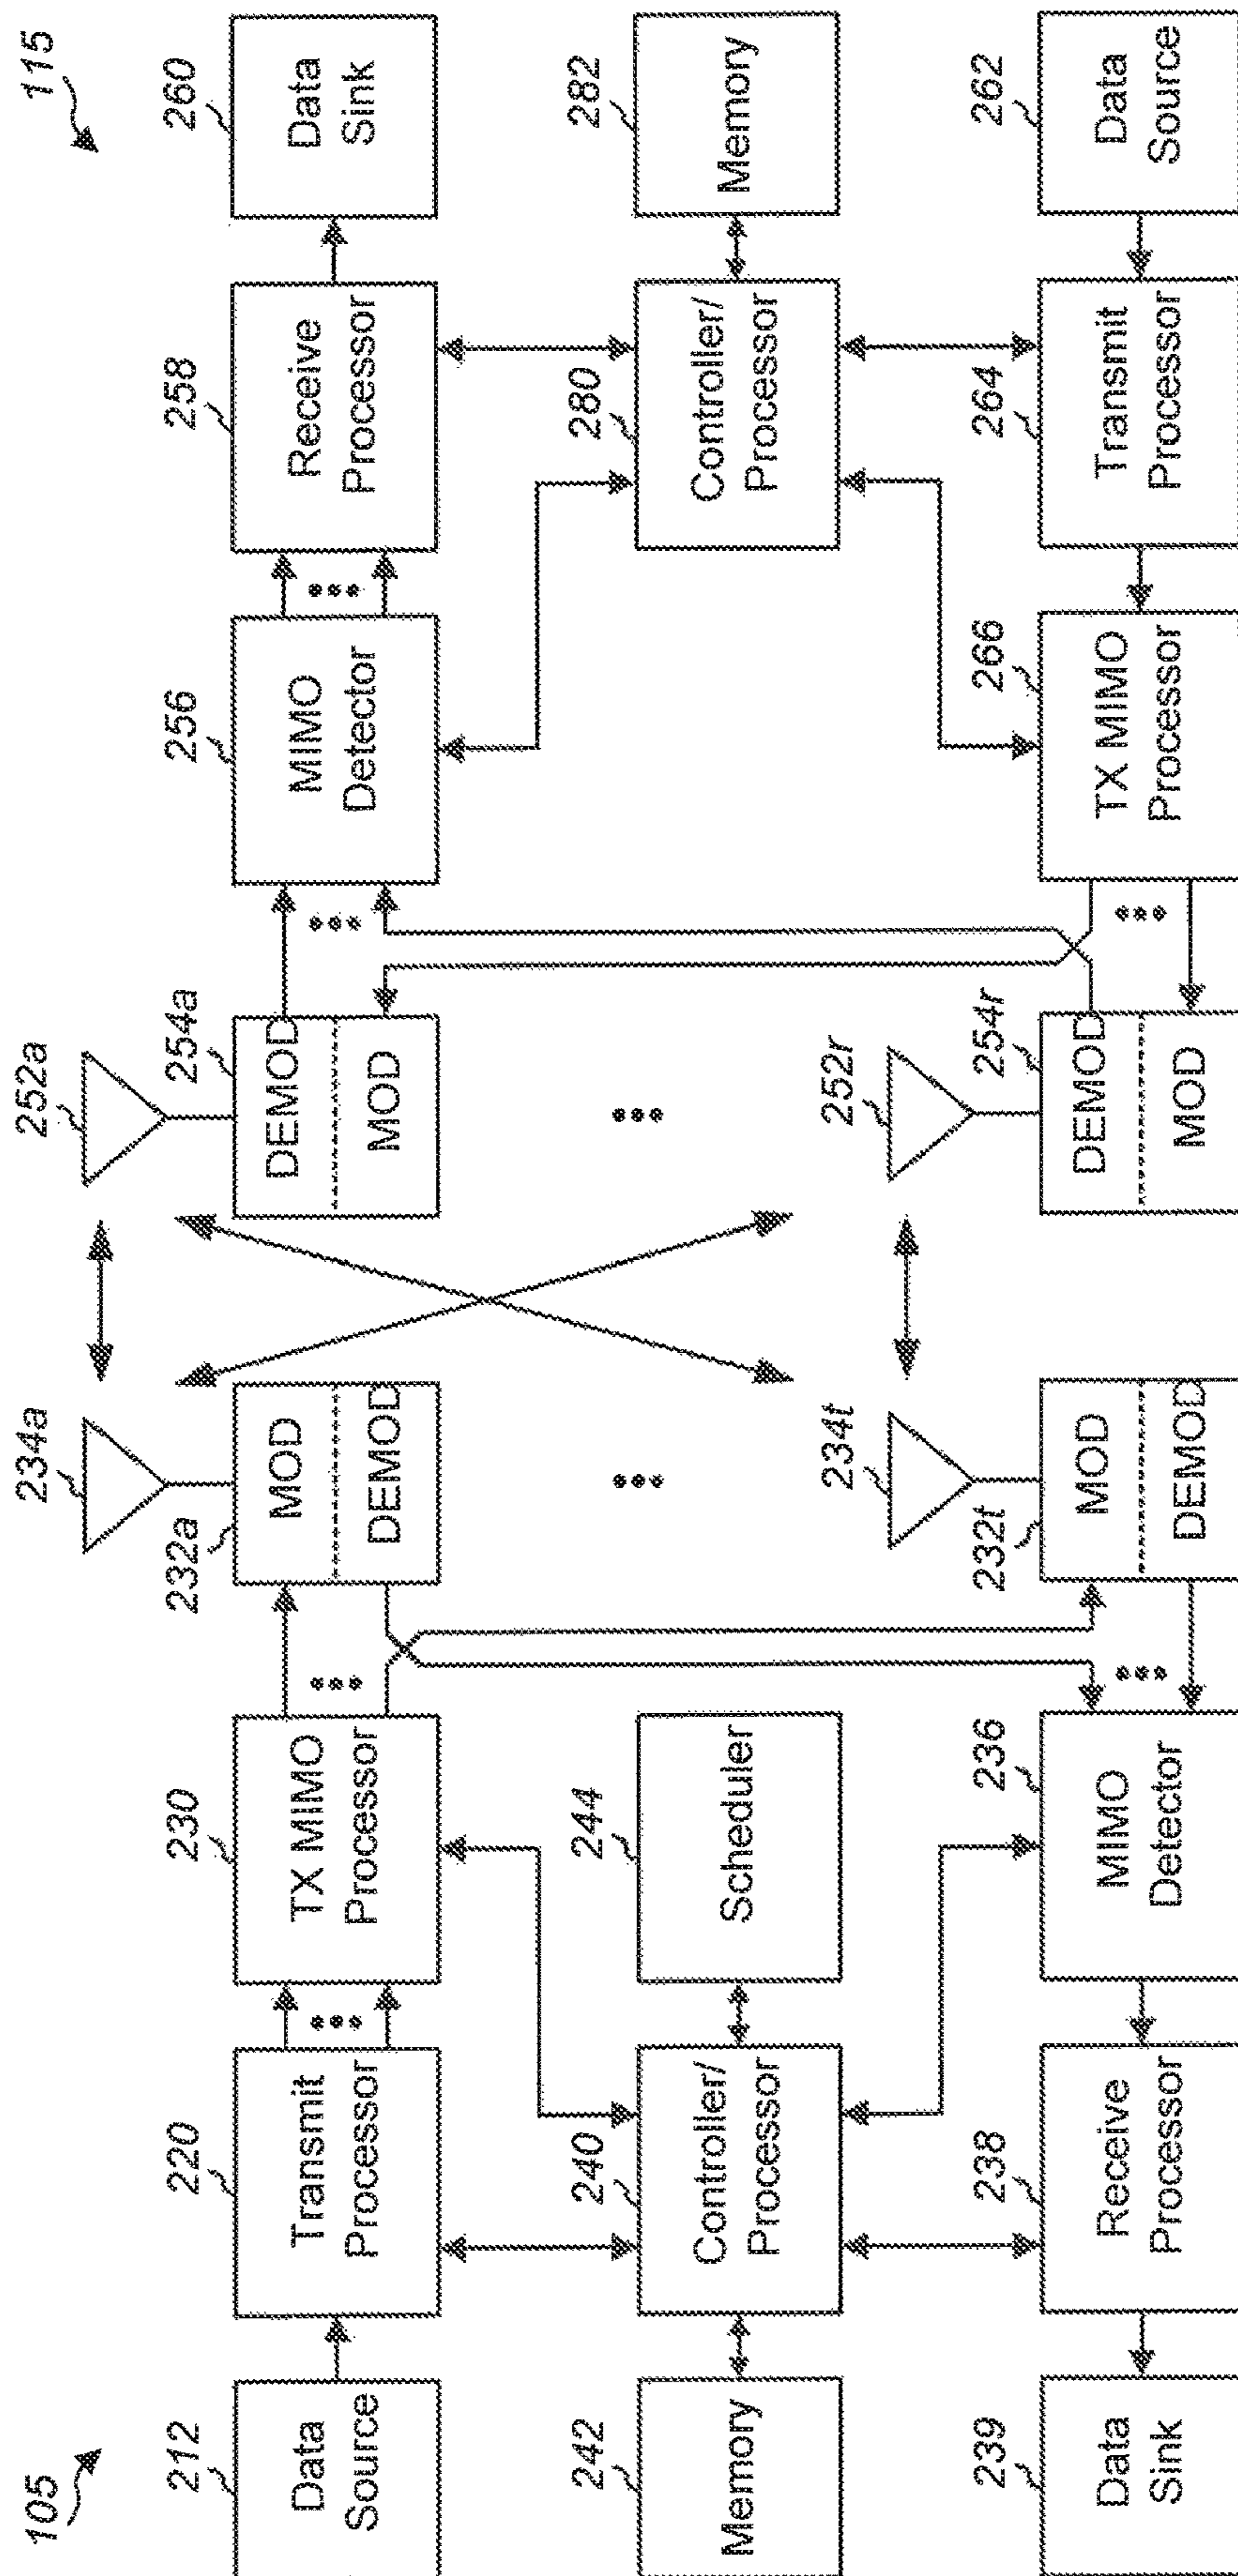 105
115
212
Data
Source
220
Transmit
Processor
230
TX MIMO
Processor
232a
MOD
DEMOD
234a
252a
254a
DEMOD
MOD
256
MIMO
Detector
258
Receive
Processor
260
Data
Sink
242
Memory
240
Controller/
Processor
244
Scheduler
280
Controller/
Processor
282
Memory
239
Data
Sink
238
Receive
Processor
236
MIMO
Detector
232t
MOD
DEMOD
234t
252r
254r
DEMOD
MOD
266
TX MIMO
Processor
264
Transmit
Processor
262
Data
Source